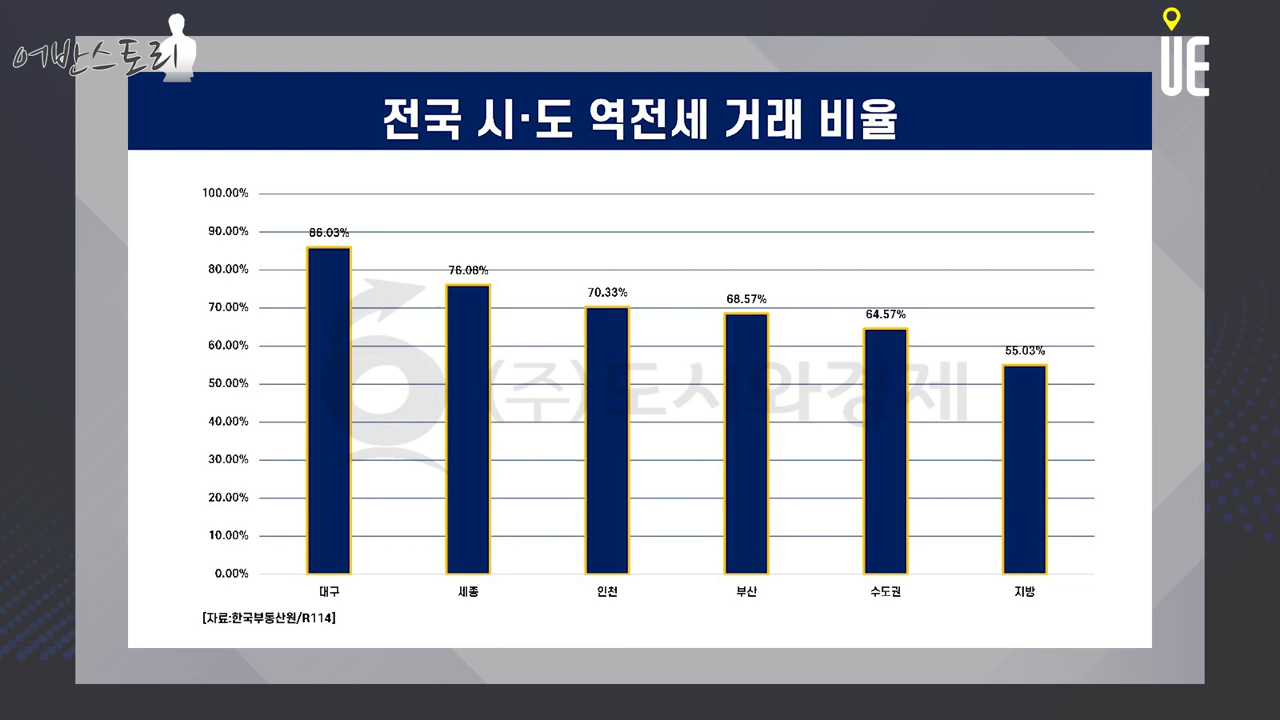 어반스토리
UE
전국 시·도 역전세 거래 비율
100.00%
90.00%
80.00%
70.00%
60.00%
50.00%
40.00%
30.00%
20.00%
10.00%
0.00%
86.03%
76.08%
70.33%
68.57%
64.57%
55.03%
(주)도시와경제
대구
세종
인천
부산
수도권
지방
[자료:한국부동산원/R114]